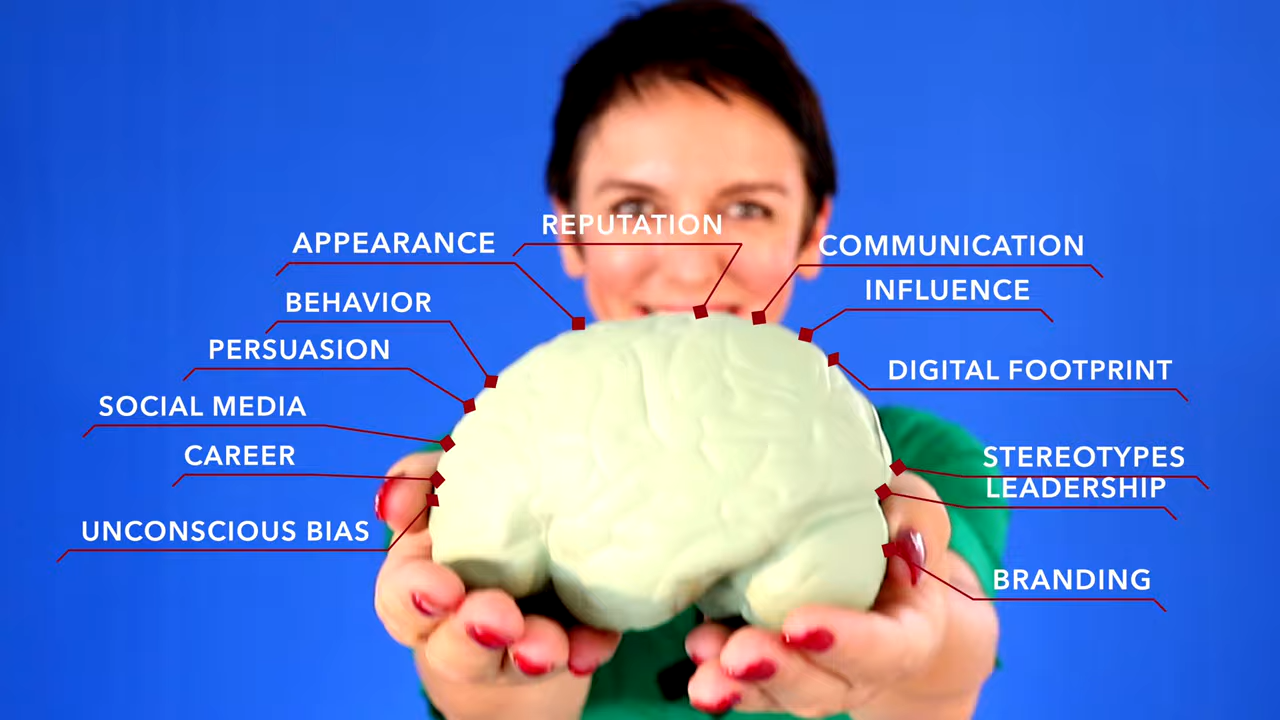 REPUTATION
APPEARANCE
COMMUNICATION
BEHAVIOR
INFLUENCE
PERSUASION
DIGITAL FOOTPRINT
SOCIAL MEDIA
CAREER
STEREOTYPES
LEADERSHIP
UNCONSCIOUS BIAS
BRANDING